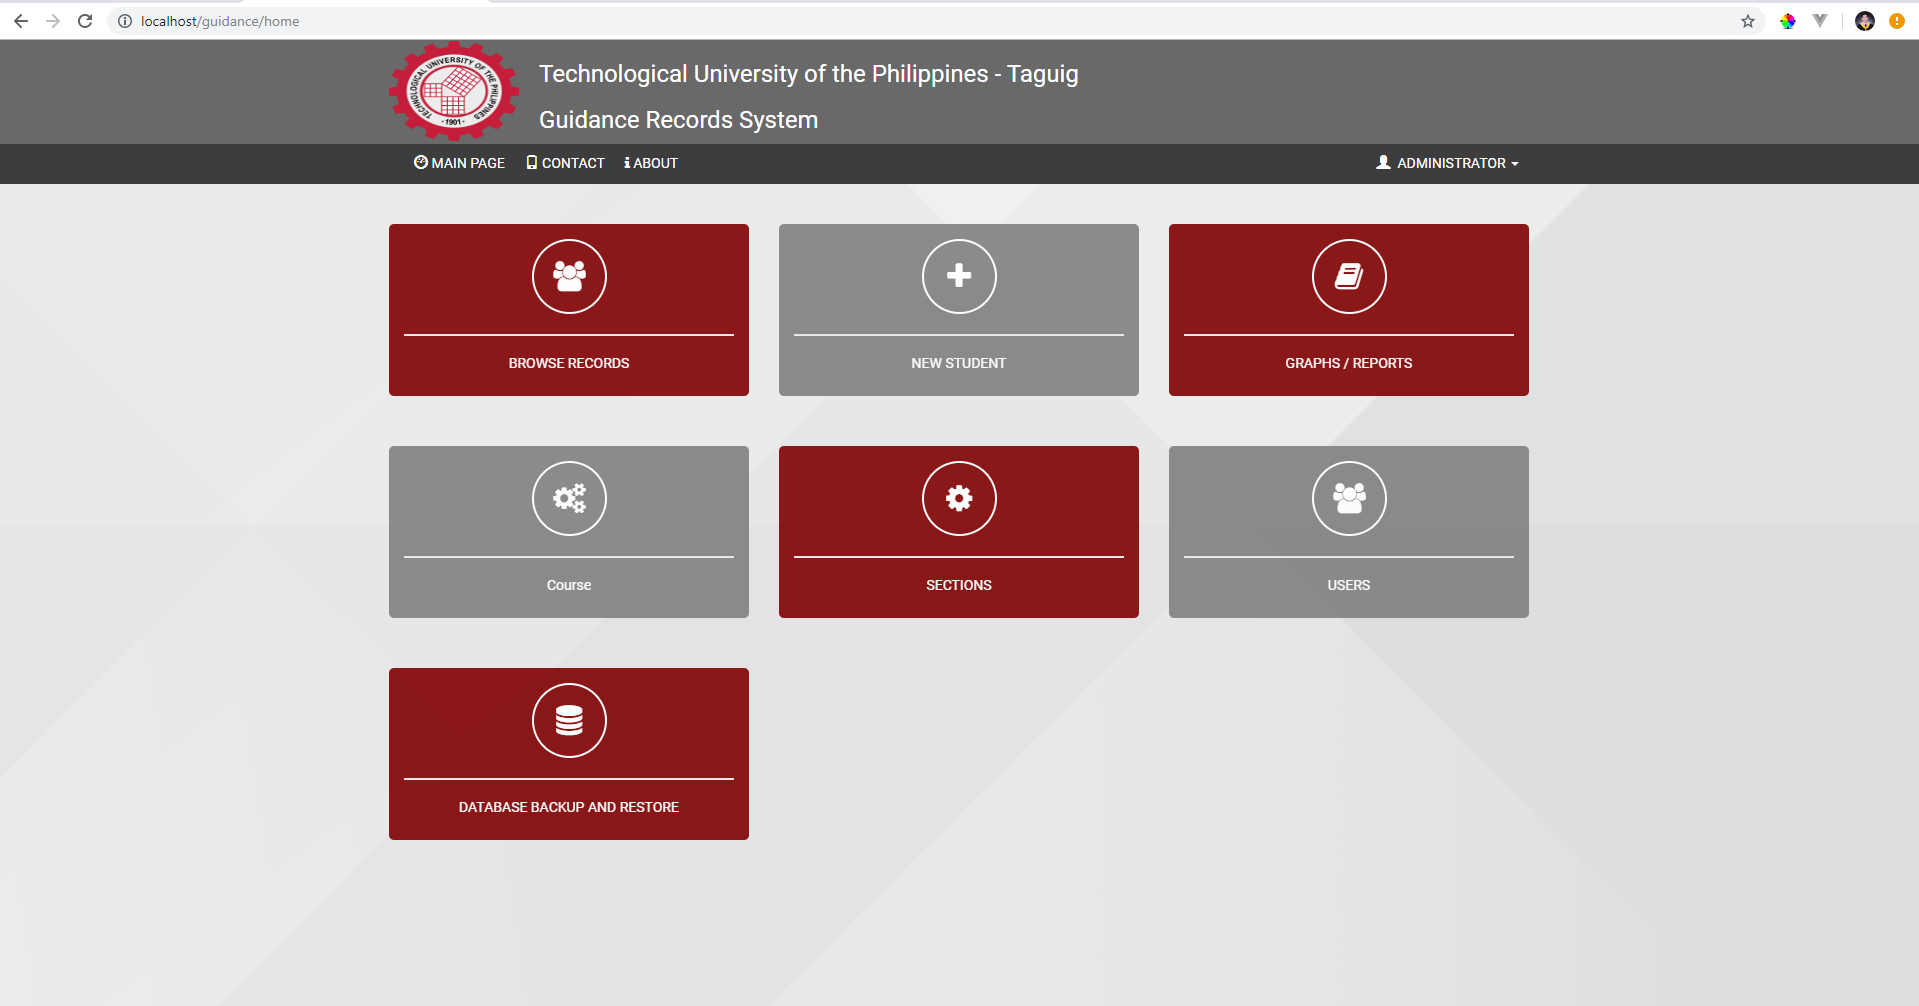 localhost/guidance/home
TECHNOLOGICAL UNIVERSITY OF THE PHILIPPINES
· 1901 ·
Technological University of the Philippines - Taguig
Guidance Records System
MAIN PAGE CONTACT ABOUT ADMINISTRATOR
BROWSE RECORDS NEW STUDENT GRAPHS / REPORTS
Course SECTIONS USERS
DATABASE BACKUP AND RESTORE